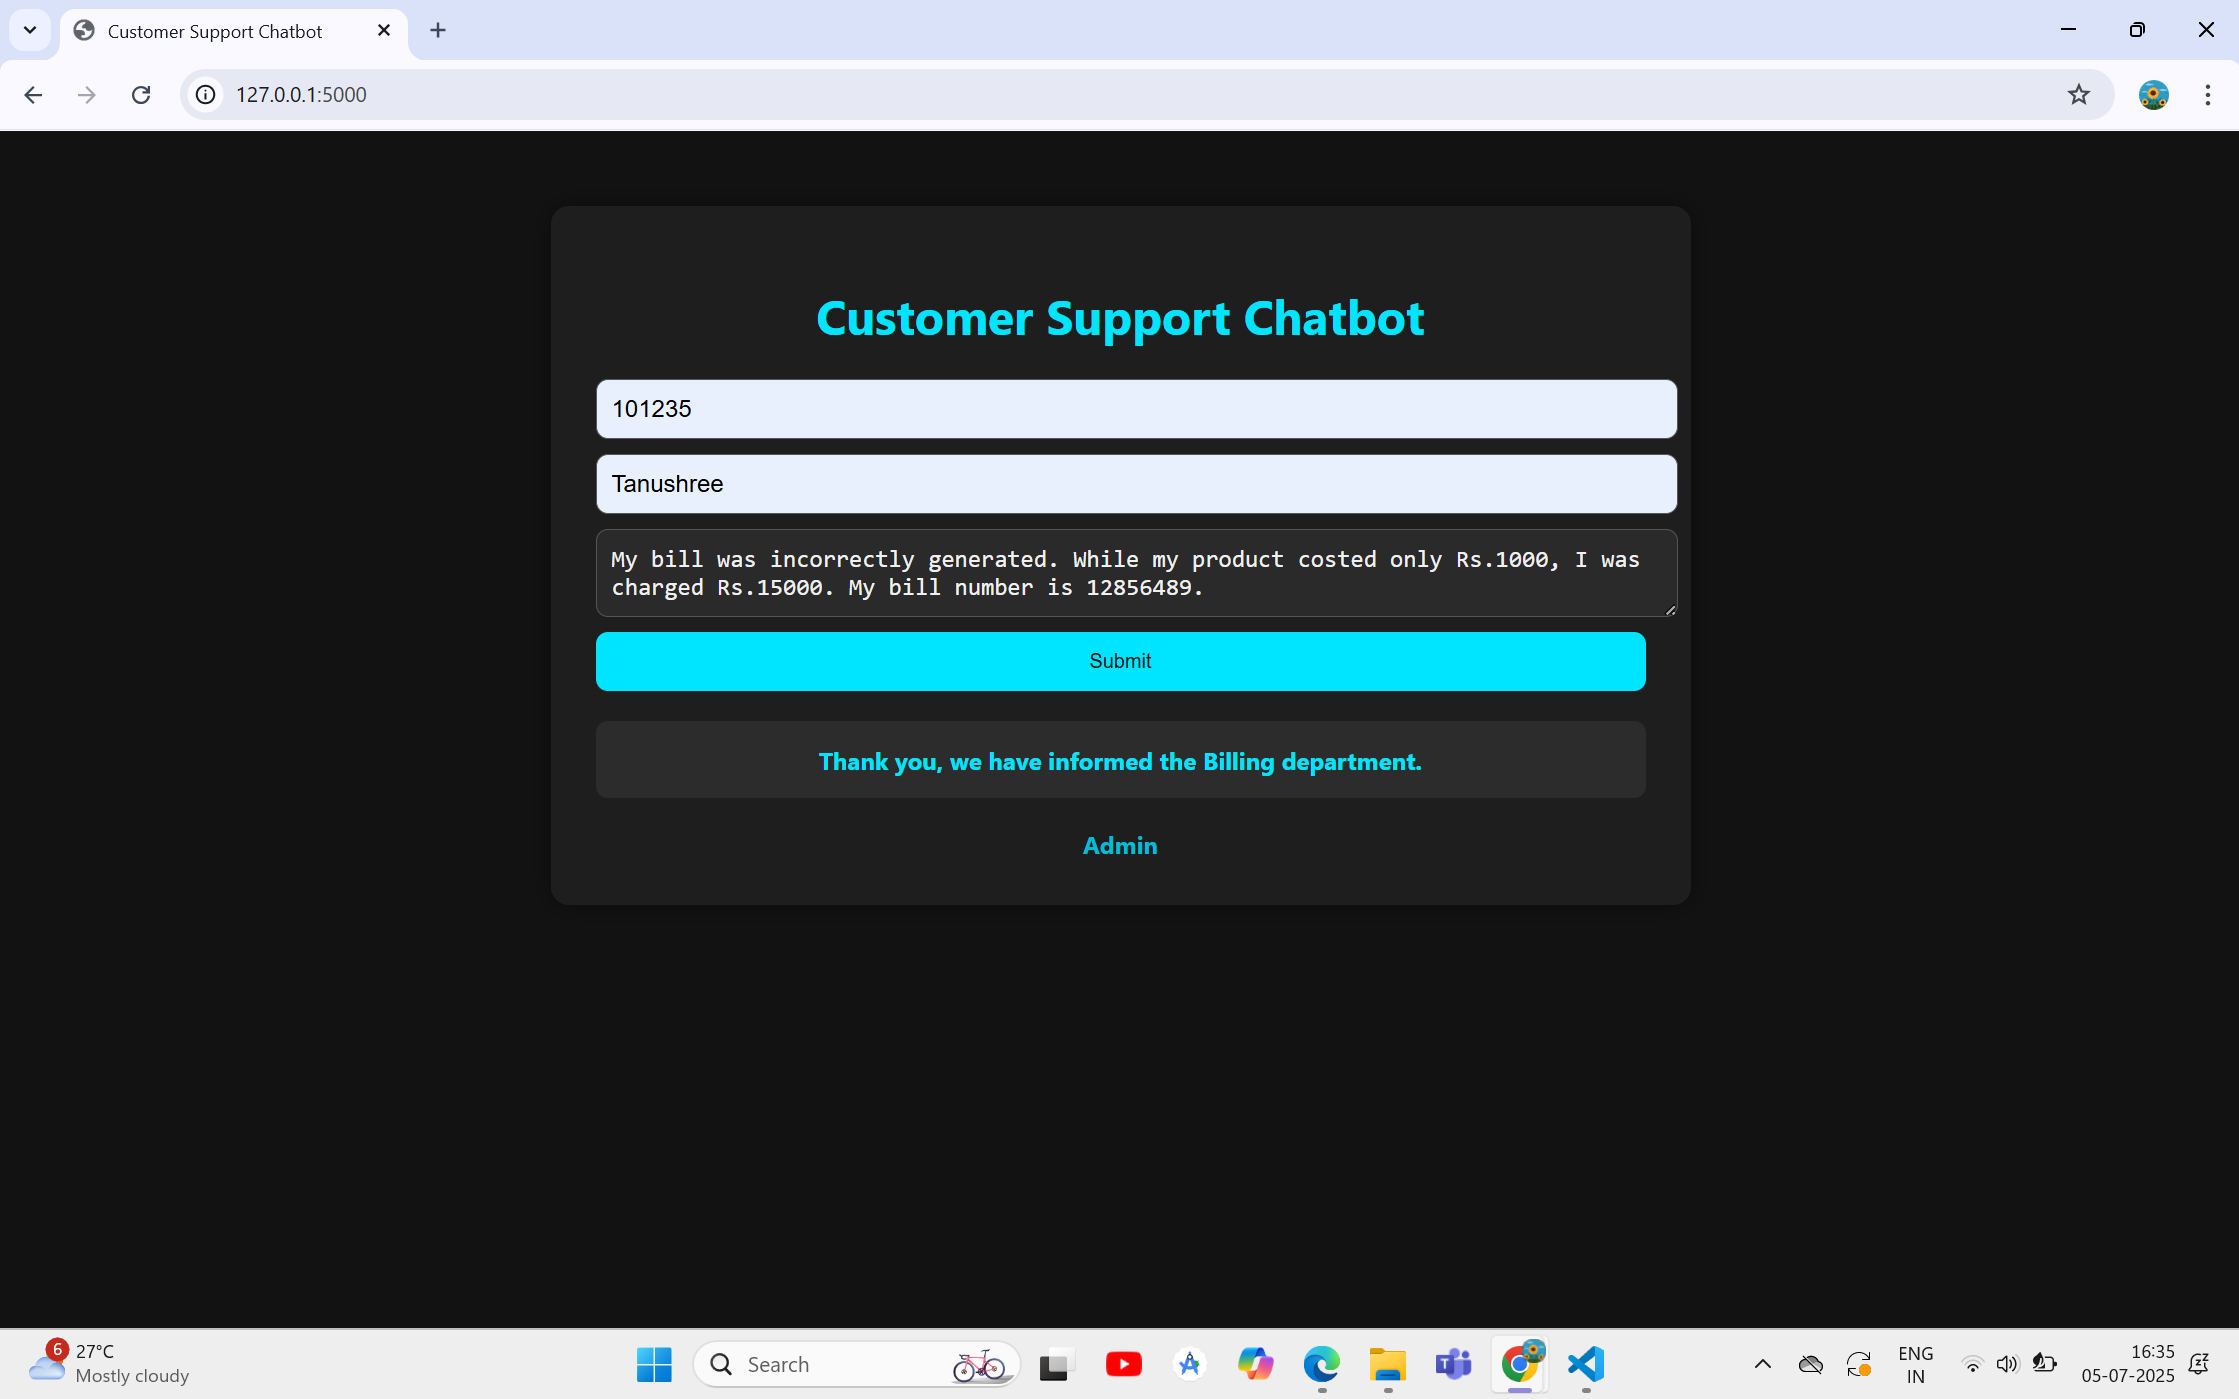 Customer Support Chatbot
127.0.0.1:5000
Customer Support Chatbot
101235
Tanushree
My bill was incorrectly generated. While my product costed only Rs.1000, I was
charged Rs.15000. My bill number is 12856489.
Submit
Thank you, we have informed the Billing department.
Admin
6
27°C
Mostly cloudy
Search
ENG
IN
16:35
05-07-2025